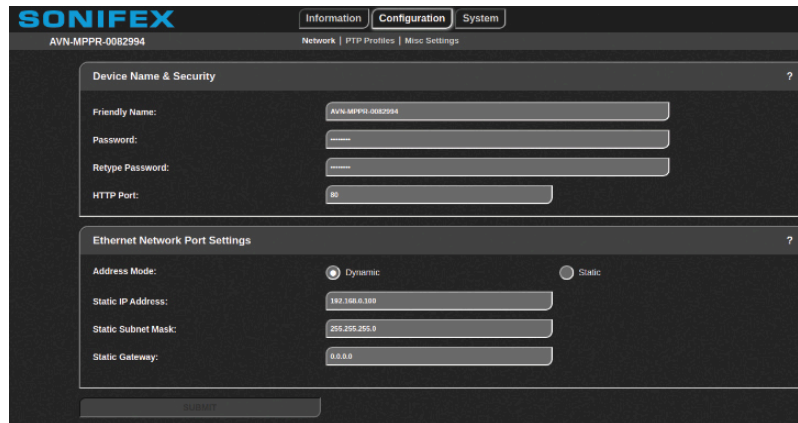 SONIFEX
Information Configuration System
AVN-MPPR-0082994
Network | PTP Profiles | Misc Settings
Device Name & Security ?
Friendly Name: AVN-MPPR-0082994
Password: --------
Retype Password: --------
HTTP Port: 80
Ethernet Network Port Settings ?
Address Mode: Dynamic Static
Static IP Address: 192.168.0.100
Static Subnet Mask: 255.255.255.0
Static Gateway: 0.0.0.0
SUBMIT